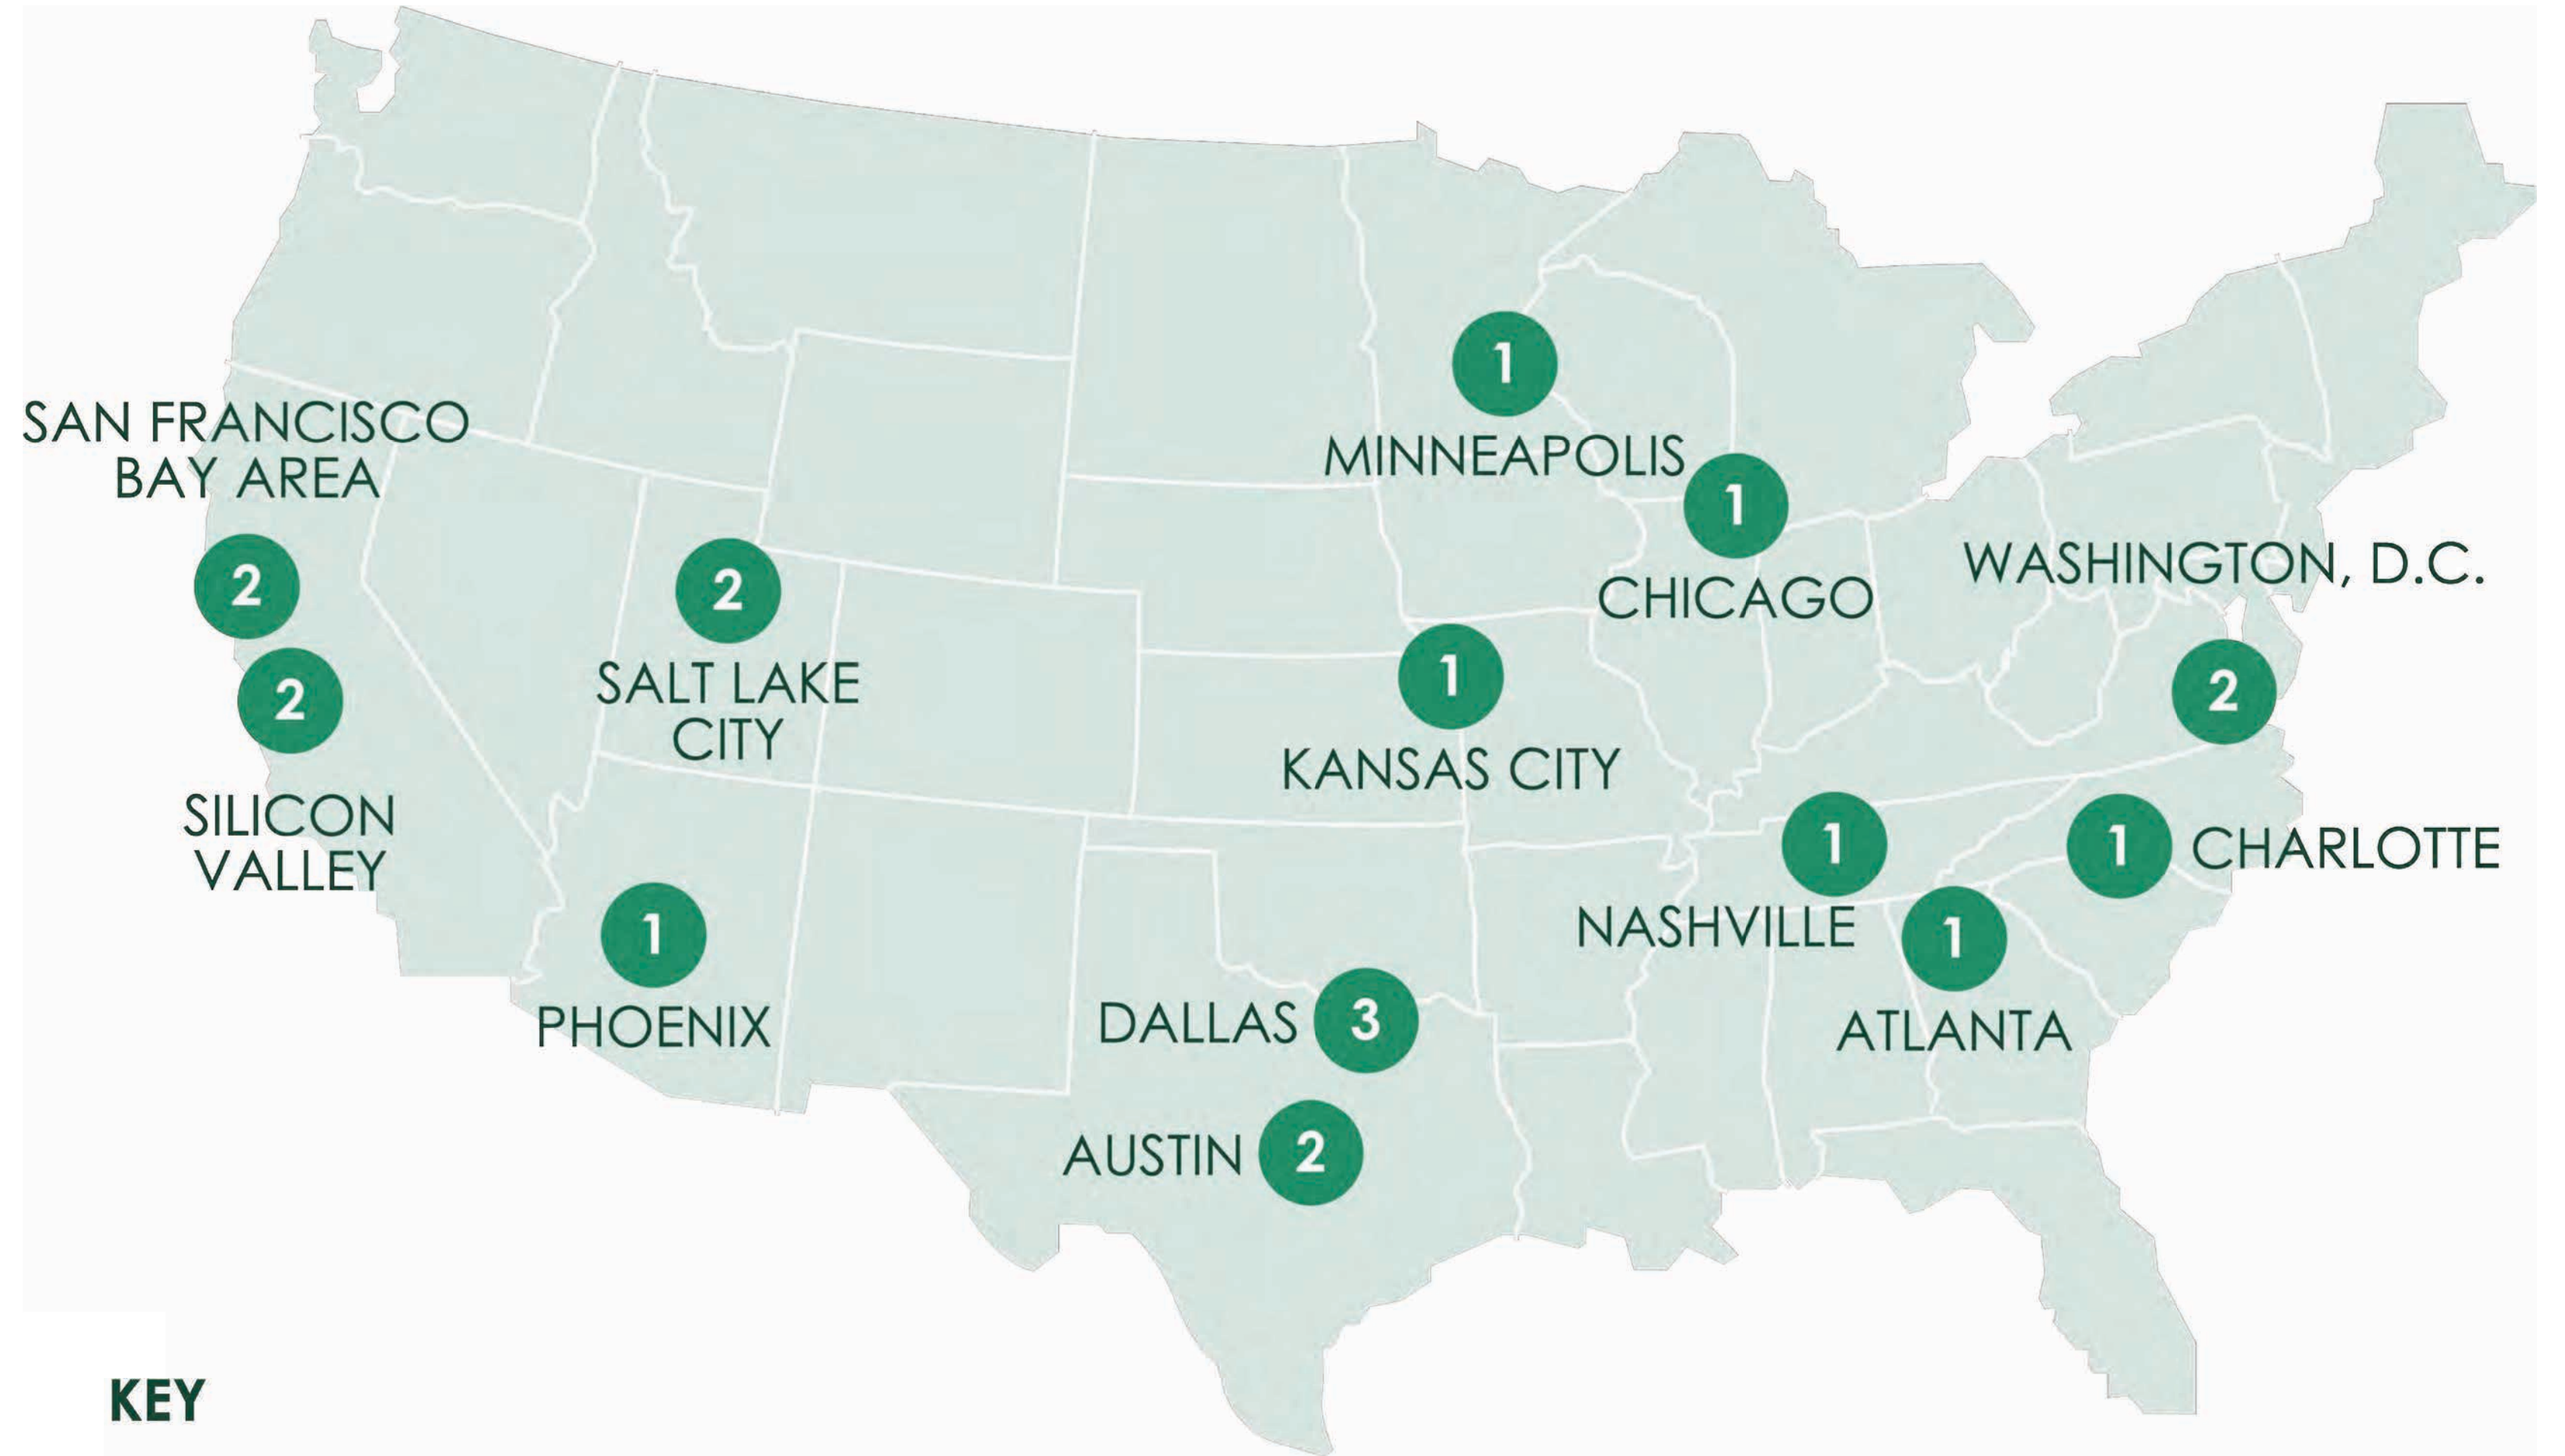 SAN FRANCISCO
BAY AREA
2
2
SILICON
VALLEY
2
SALT LAKE
CITY
1
PHOENIX
1
MINNEAPOLIS
1
CHICAGO
1
KANSAS CITY
WASHINGTON, D.C.
2
1
NASHVILLE
1 CHARLOTTE
1
ATLANTA
DALLAS 3
AUSTIN 2
KEY